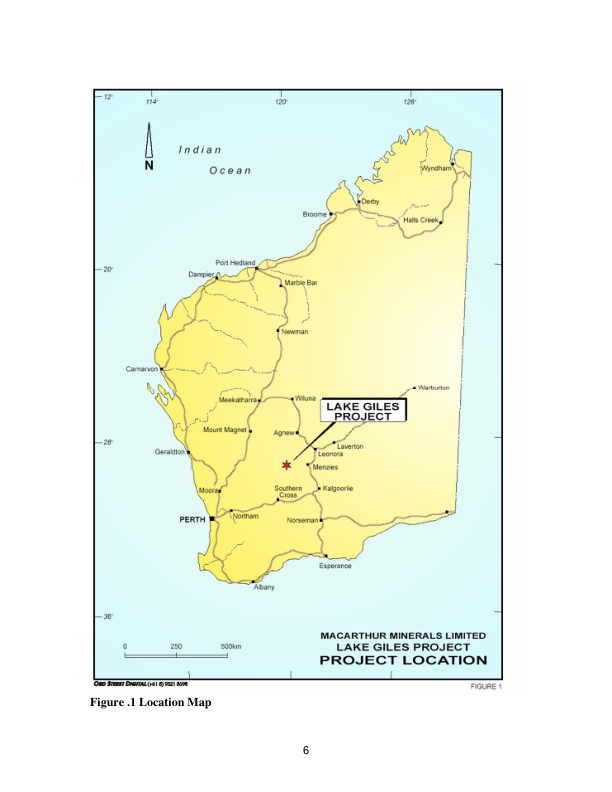 12°
114°
120°
126°
N
Indian
Ocean
Wyndham
Derby
Broome
Halls Creek
Port Hedland
Dampier
Marble Bar
20°
Newman
Carnarvon
Warburton
Meekatharra
Wiluna
LAKE GILES
PROJECT
Mount Magnet
Agnew
28°
Laverton
Leonora
Geraldton
Menzies
Moora
Southern
Cross
Kalgoorlie
PERTH
Northam
Norseman
Esperance
Albany
36°
0 250 500km
MACARTHUR MINERALS LIMITED
LAKE GILES PROJECT
PROJECT LOCATION
ORD STREET DIGITAL (+61 8) 9321 8698
FIGURE 1
Figure .1 Location Map
6